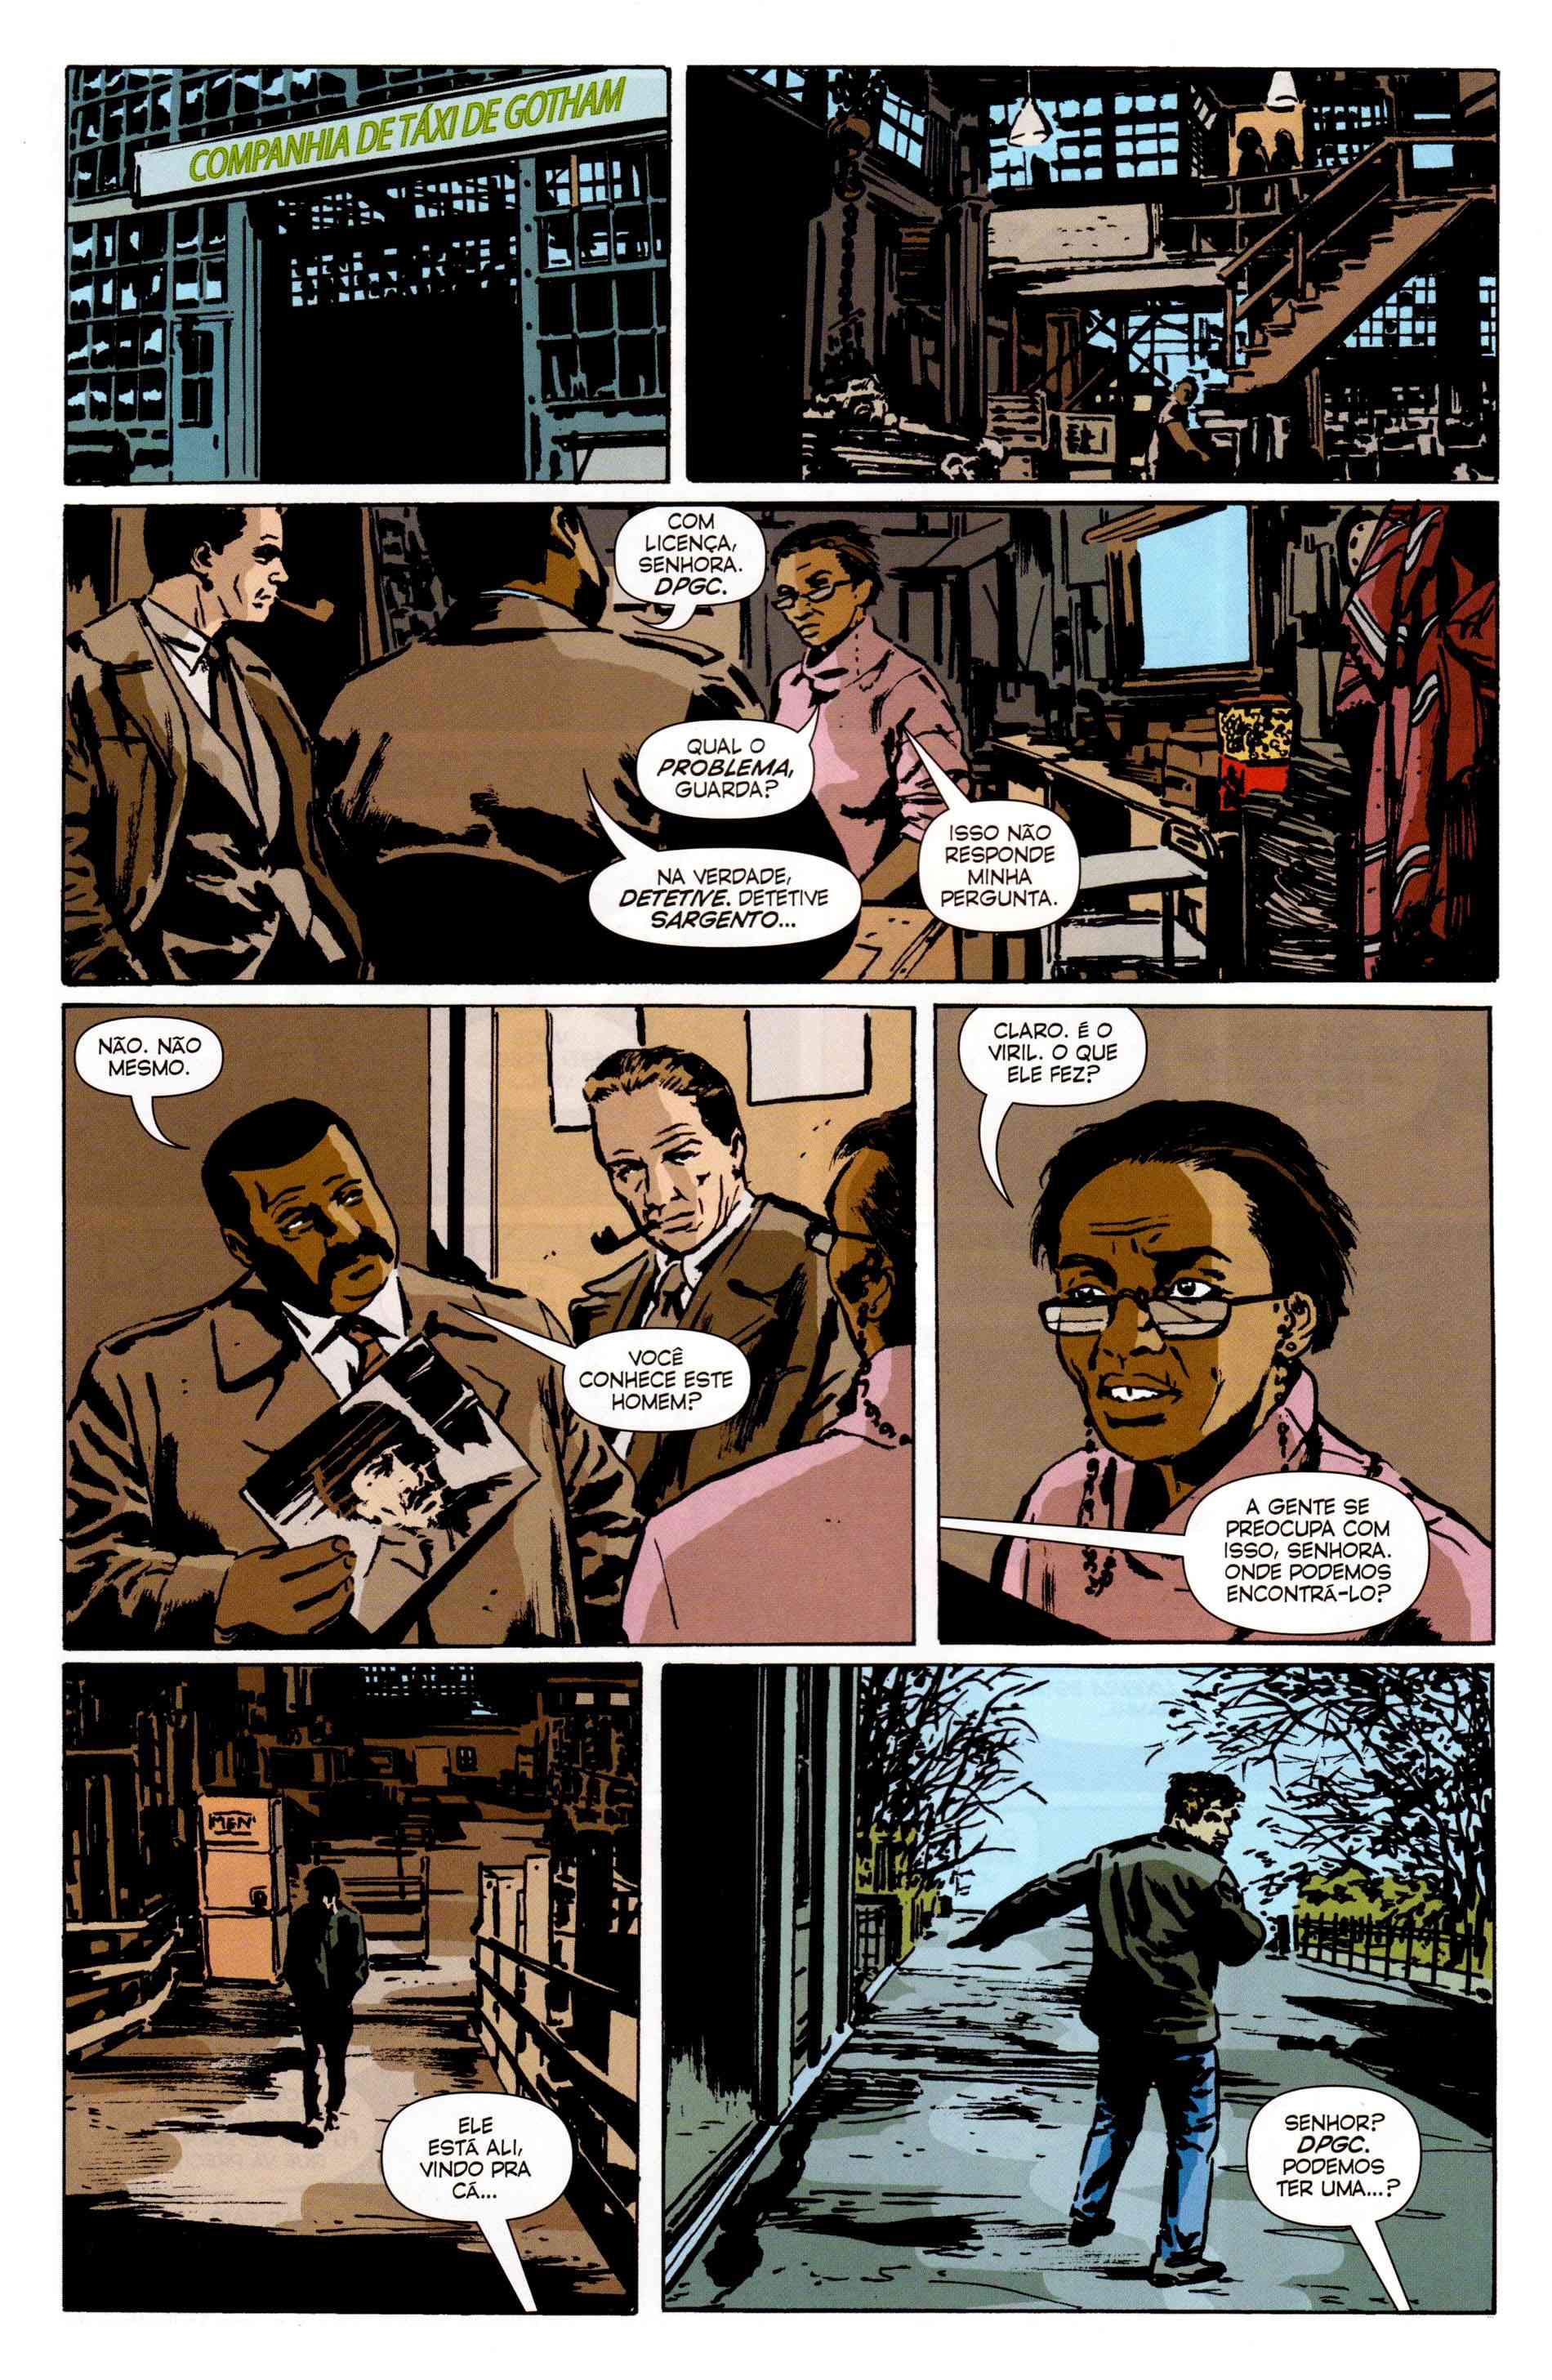 COMPANHIA DE TÁXI DE GOTHAM
COM
LICENÇA,
SENHORA.
DPGC.
QUAL O
PROBLEMA,
GUARDA?
NA VERDADE,
DETETIVE. DETETIVE
SARGENTO...
ISSO NÃO
RESPONDE
MINHA
PERGUNTA.
NÃO. NÃO
MESMO.
VOCÊ
CONHECE ESTE
HOMEM?
CLARO. É O
VIRIL. O QUE
ELE FEZ?
A GENTE SE
PREOCUPA COM
ISSO, SENHORA.
ONDE PODEMOS
ENCONTRÁ-LO?
MEN
ELE
ESTÁ ALI,
VINDO PRA
CÁ...
SENHOR?
DPGC.
PODEMOS
TER UMA...?